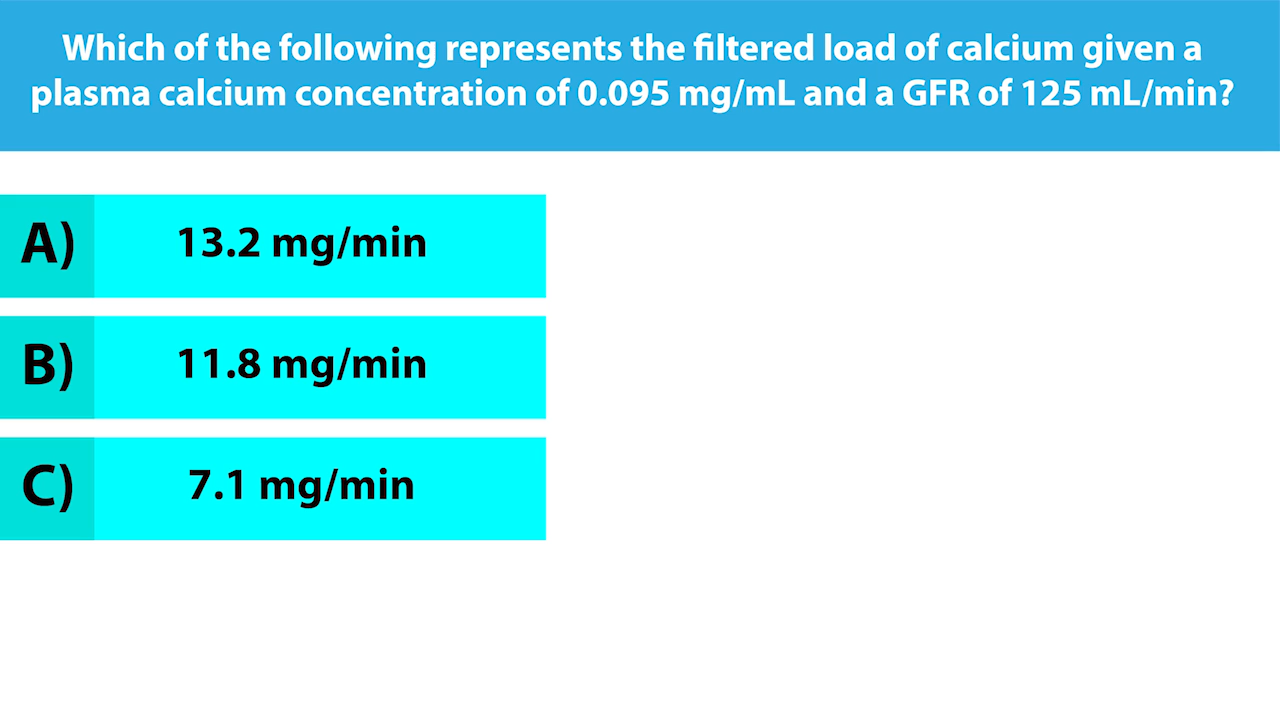 Which of the following represents the filtered load of calcium given a
plasma calcium concentration of 0.095 mg/mL and a GFR of 125 mL/min?
A) 13.2 mg/min
B) 11.8 mg/min
C) 7.1 mg/min